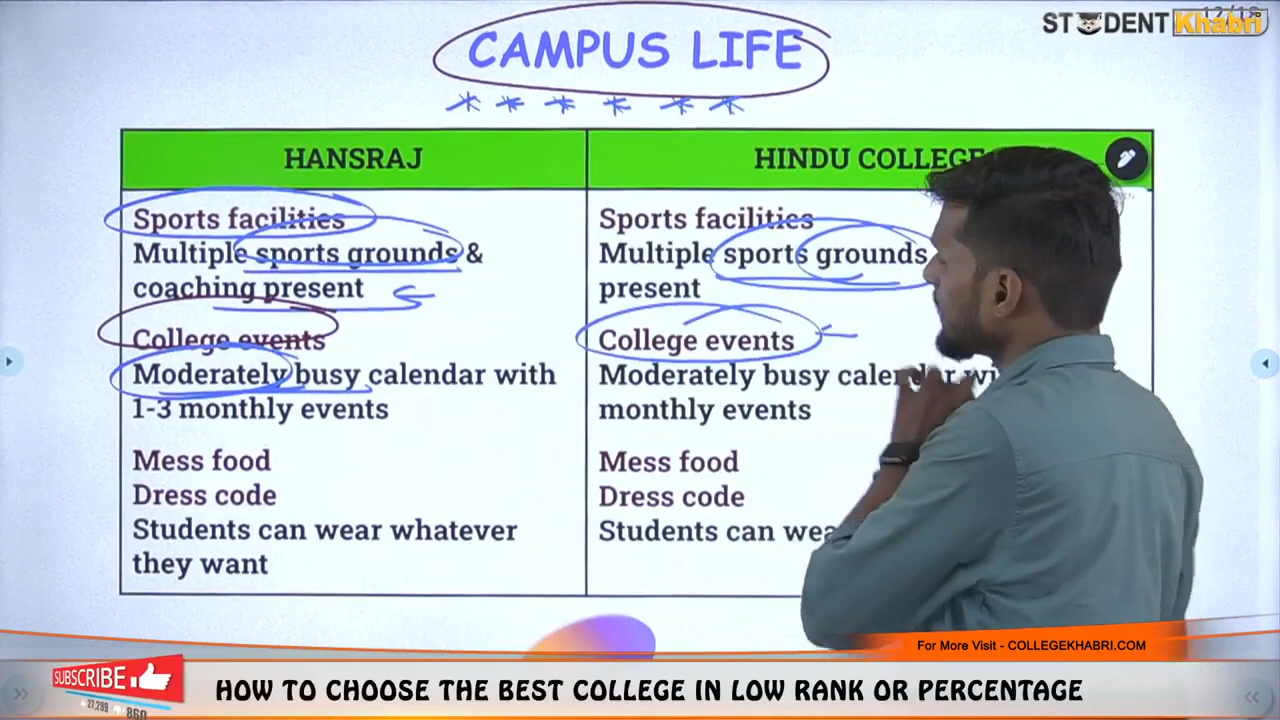 12/18
STUDENT Khabri
CAMPUS LIFE
HANSRAJ
HINDU COLLEGE
Sports facilities
Multiple sports grounds &
coaching present
College events
Moderately busy calendar with
1-3 monthly events
Mess food
Dress code
Students can wear whatever
they want
Sports facilities
Multiple sports grounds
present
College events
Moderately busy calendar
monthly events
Mess food
Dress code
Students can
For More Visit - COLLEGEKHABRI.COM
SUBSCRIBE
HOW TO CHOOSE THE BEST COLLEGE IN LOW RANK OR PERCENTAGE